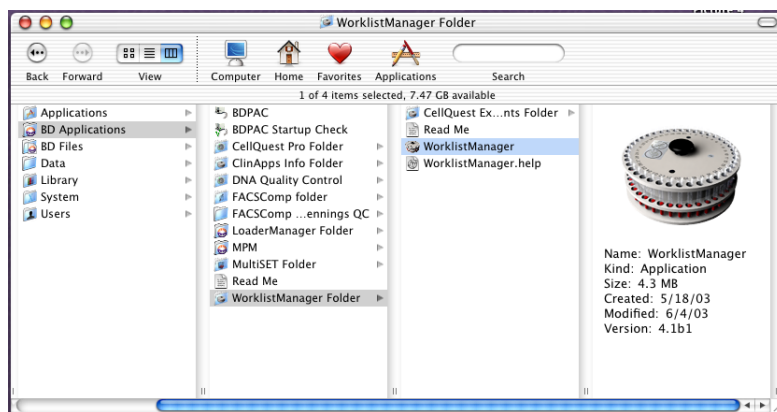 WorklistManager Folder
Back Forward View Computer Home Favorites Applications Search
1 of 4 items selected, 7.47 GB available
Applications
BD Applications
BD Files
Data
Library
System
Users
BDPAC
BDPAC Startup Check
CellQuest Pro Folder
ClinApps Info Folder
DNA Quality Control
FACSComp folder
FACSComp ...ennings QC
LoaderManager Folder
MPM
MultiSET Folder
Read Me
WorklistManager Folder
CellQuest Ex...nts Folder
Read Me
WorklistManager
WorklistManager.help
Name: WorklistManager
Kind: Application
Size: 4.3 MB
Created: 5/18/03
Modified: 6/4/03
Version: 4.1b1